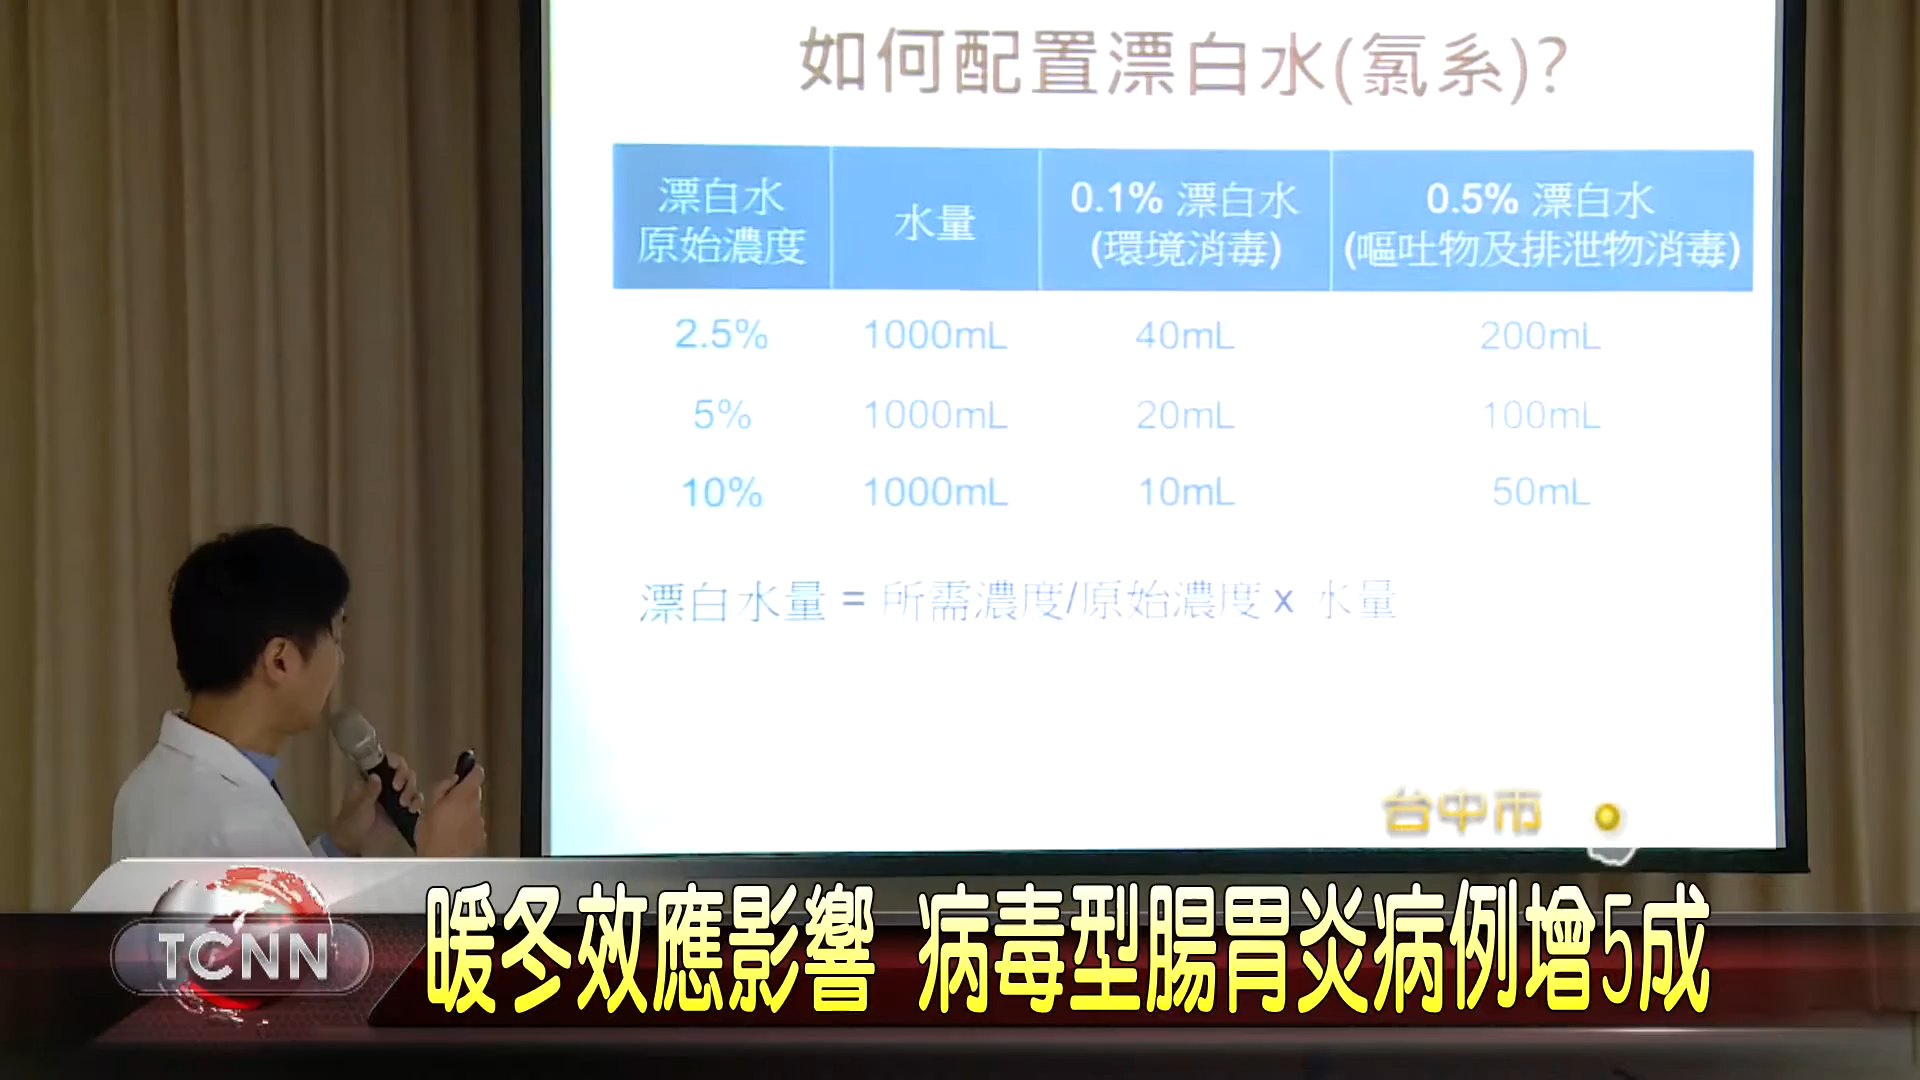 如何配置漂白水(氯系)?
漂白水
原始濃度
水量
0.1% 漂白水
(環境消毒)
0.5% 漂白水
(嘔吐物及排泄物消毒)
2.5% 1000mL 40mL 200mL
5% 1000mL 20mL 100mL
10% 1000mL 10mL 50mL
漂白水量 = 所需濃度/原始濃度 x 水量
台中市
TCNN
暖冬效應影響 病毒型腸胃炎病例增5成